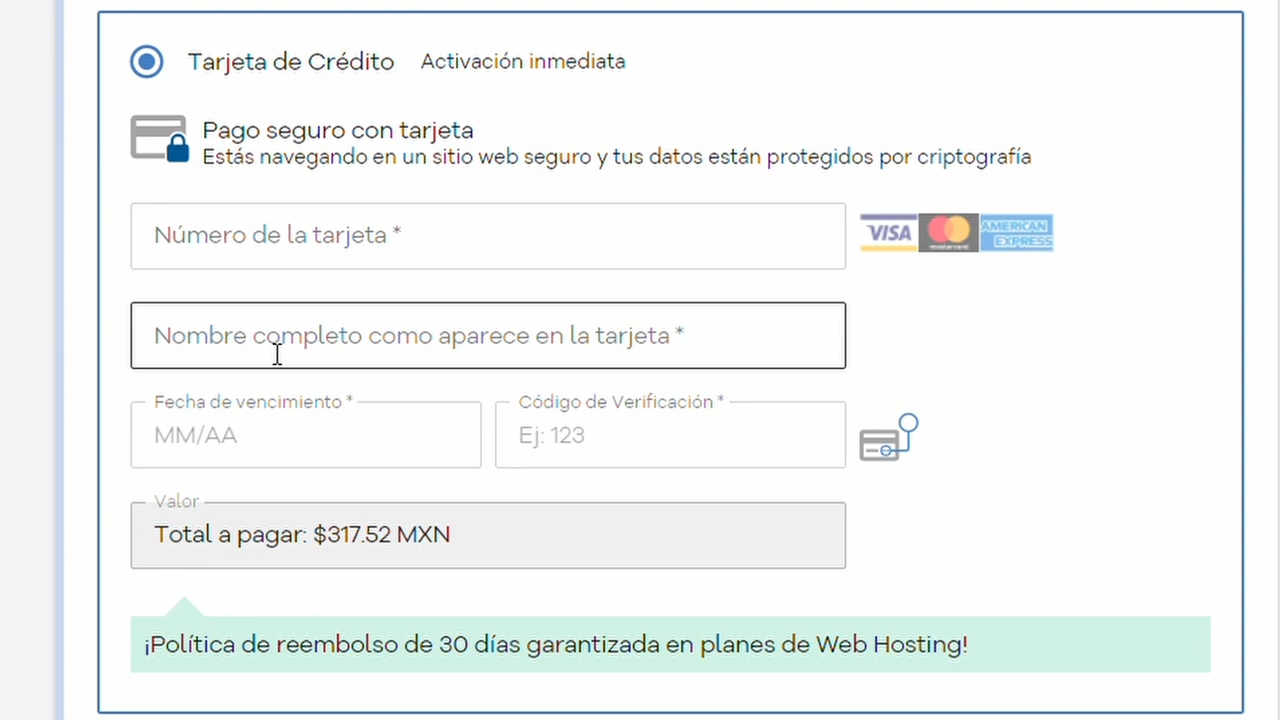 Tarjeta de Crédito Activación inmediata
Pago seguro con tarjeta
Estás navegando en un sitio web seguro y tus datos están protegidos por criptografía
Número de la tarjeta *
VISA mastercard AMERICAN EXPRESS
Nombre completo como aparece en la tarjeta *
Fecha de vencimiento * Código de Verificación *
MM/AA Ej: 123
Valor
Total a pagar: $317.52 MXN
¡Política de reembolso de 30 días garantizada en planes de Web Hosting!